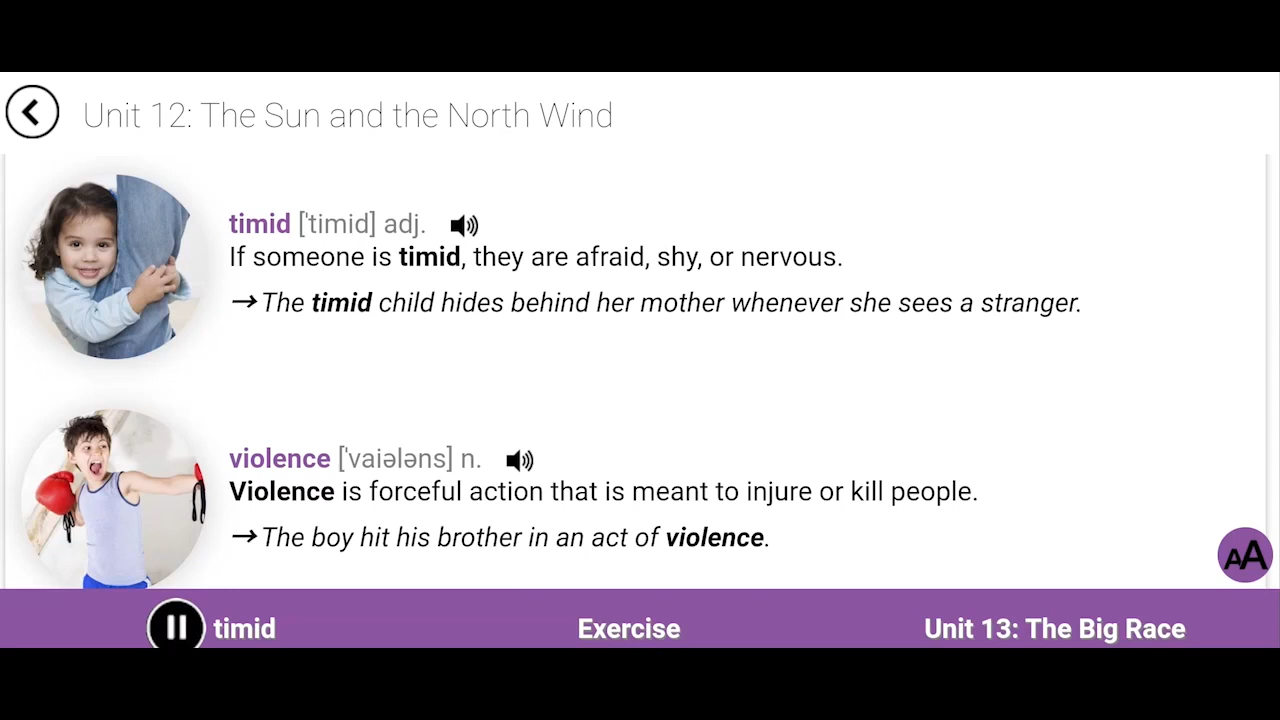 Unit 12: The Sun and the North Wind
timid ['timid] adj.
If someone is timid, they are afraid, shy, or nervous.
→ The timid child hides behind her mother whenever she sees a stranger.
violence ['vaiələns] n.
Violence is forceful action that is meant to injure or kill people.
→ The boy hit his brother in an act of violence.
AA
timid
Exercise
Unit 13: The Big Race